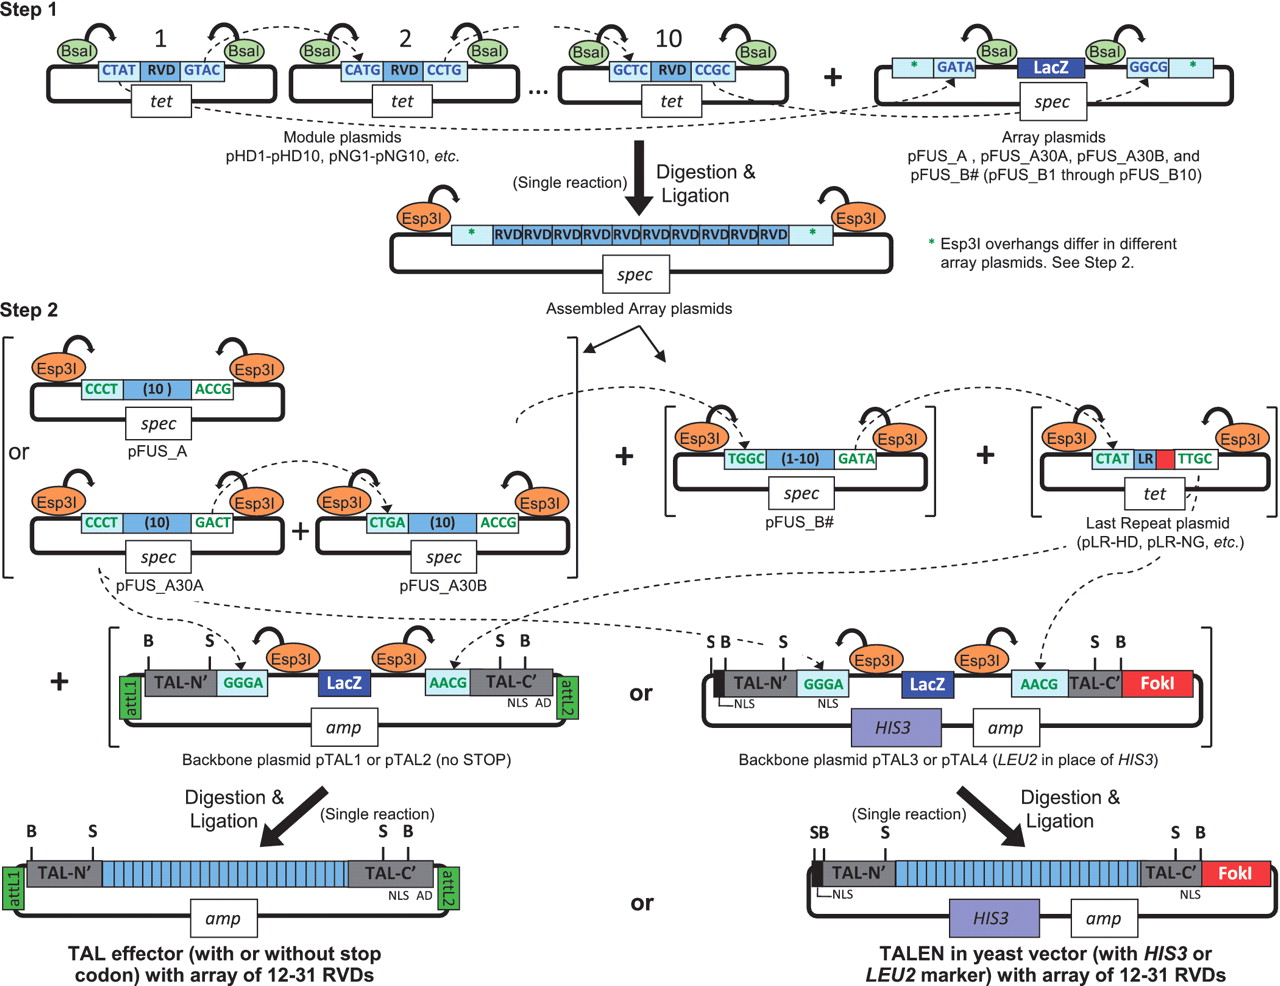 Step 1
1
2
10
BsaI
BsaI
BsaI
BsaI
BsaI
BsaI
BsaI
BsaI
CTAT RVD GTAC
CATG RVD CCTG
GCTC RVD CCGC
* GATA LacZ GGCG *
tet
tet
...
tet
+
spec
Module plasmids
pHD1-pHD10, pNG1-pNG10, etc.
Array plasmids
pFUS_A , pFUS_A30A, pFUS_A30B, and
pFUS_B# (pFUS_B1 through pFUS_B10)
(Single reaction)
Digestion &
Ligation
Esp3I
Esp3I
* RVD RVD RVD RVD RVD RVD RVD RVD RVD RVD *
spec
* Esp3I overhangs differ in different
array plasmids. See Step 2.
Assembled Array plasmids
Step 2
Esp3I
Esp3I
CCCT (10 ) ACCG
spec
pFUS_A
or
Esp3I
Esp3I
CCCT (10) GACT
spec
pFUS_A30A
+
Esp3I
Esp3I
CTGA (10) ACCG
spec
pFUS_A30B
+
Esp3I
Esp3I
TGGC (1-10) GATA
spec
pFUS_B#
+
Esp3I
Esp3I
CTAT LR TTGC
tet
Last Repeat plasmid
(pLR-HD, pLR-NG, etc.)
+
B S S B
Esp3I
Esp3I
attL1 TAL-N' GGGA LacZ AACG TAL-C' attL2
NLS AD
amp
Backbone plasmid pTAL1 or pTAL2 (no STOP)
or
S B S S B
Esp3I
Esp3I
TAL-N' GGGA LacZ AACG TAL-C' FokI
NLS NLS
HIS3
amp
Backbone plasmid pTAL3 or pTAL4 (LEU2 in place of HIS3)
Digestion &
Ligation
(Single reaction)
(Single reaction)
Digestion &
Ligation
B S S B
attL1 TAL-N' TAL-C' attL2
NLS AD
amp
TAL effector (with or without stop
codon) with array of 12-31 RVDs
or
S B S S B
TAL-N' TAL-C' FokI
NLS NLS
HIS3
amp
TALEN in yeast vector (with HIS3 or
LEU2 marker) with array of 12-31 RVDs